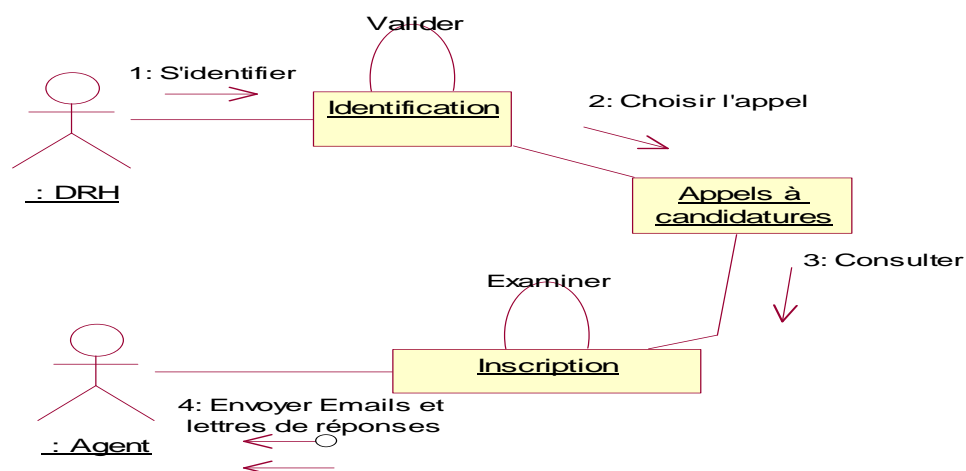 Valider
1: S'identifier
Identification
2: Choisir l'appel
: DRH
Appels à
candidatures
3: Consulter
Examiner
Inscription
4: Envoyer Emails et
lettres de réponses
: Agent